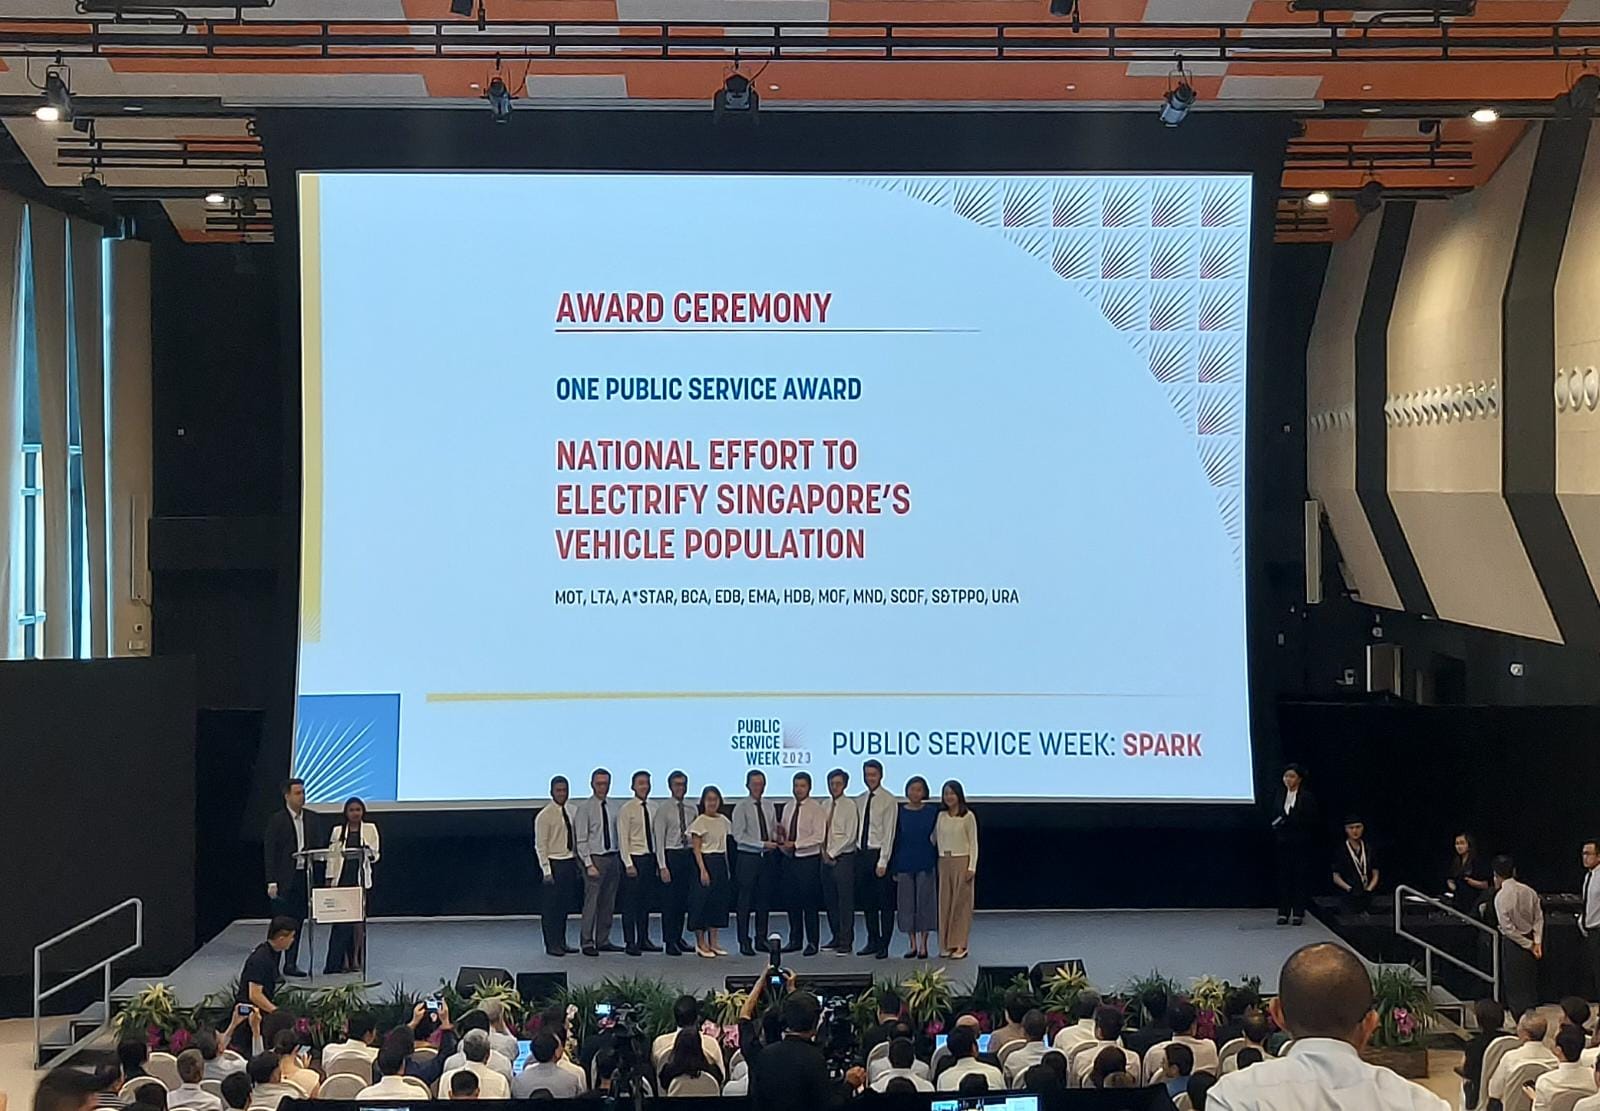 AWARD CEREMONY
ONE PUBLIC SERVICE AWARD
NATIONAL EFFORT TO
ELECTRIFY SINGAPORE'S
VEHICLE POPULATION
MOT, LTA, A*STAR, BCA, EDB, EMA, HDB, MOF, MND, SCDF, S&TPPO, URA
PUBLIC
SERVICE
WEEK 2023
PUBLIC SERVICE WEEK: SPARK